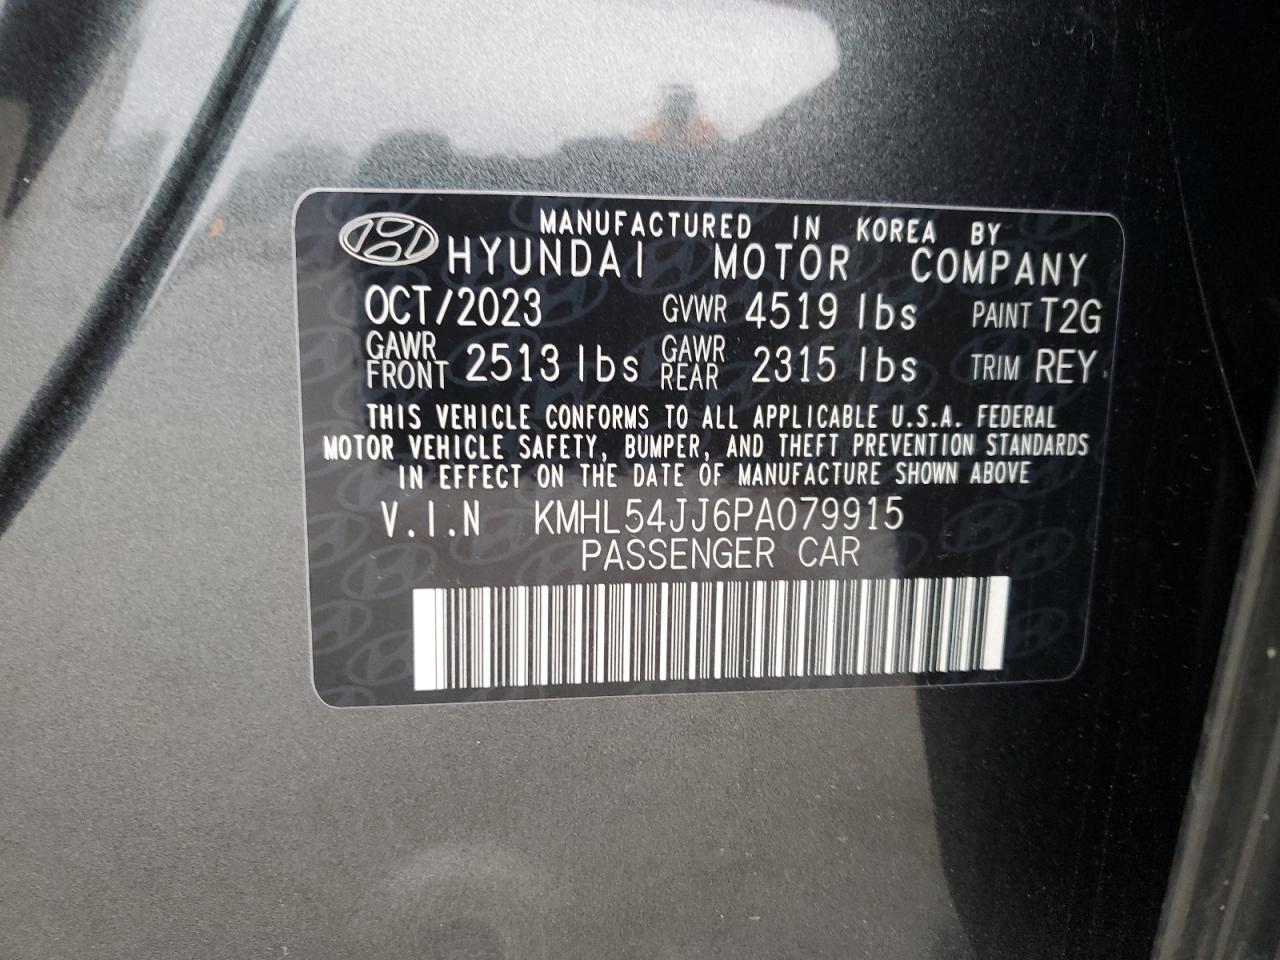 MANUFACTURED IN KOREA BY
HYUNDAI MOTOR COMPANY
OCT/2023 GVWR 4519 lbs PAINT T2G
GAWR FRONT 2513 lbs GAWR REAR 2315 lbs TRIM REY
THIS VEHICLE CONFORMS TO ALL APPLICABLE U.S.A. FEDERAL
MOTOR VEHICLE SAFETY, BUMPER, AND THEFT PREVENTION STANDARDS
IN EFFECT ON THE DATE OF MANUFACTURE SHOWN ABOVE
V.I.N KMHL54JJ6PA079915
PASSENGER CAR